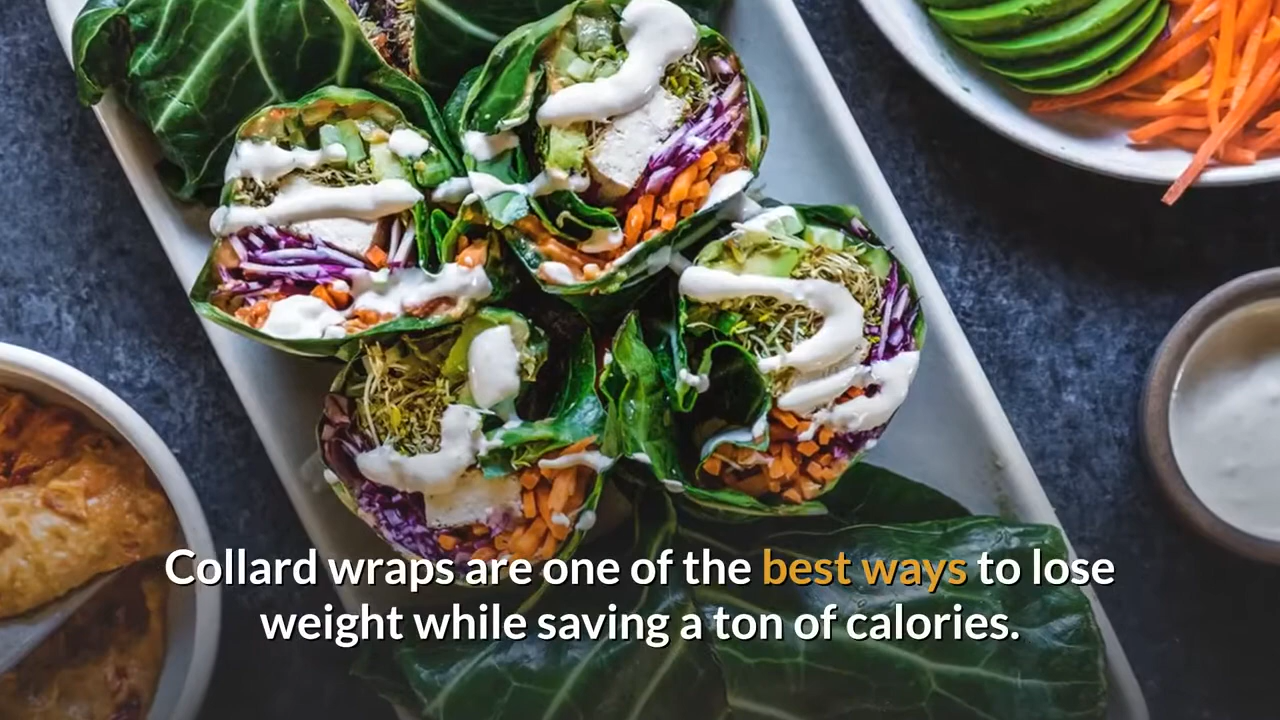 Collard wraps are one of the best ways to lose
weight while saving a ton of calories.